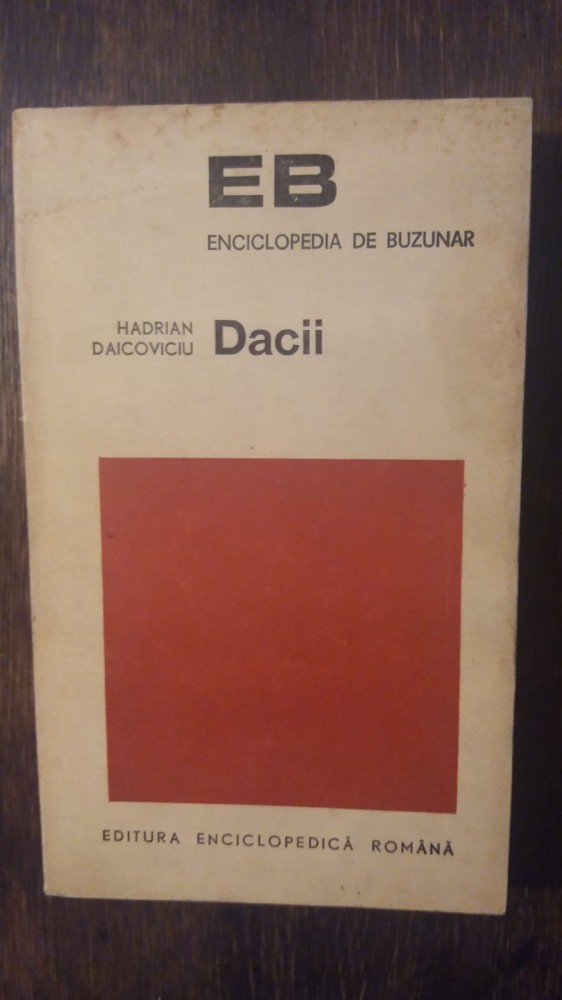 EB
ENCICLOPEDIA DE BUZUNAR
HADRIAN
DAICOVICIU
Dacii
EDITURA ENCICLOPEDICĂ ROMÂNĂ